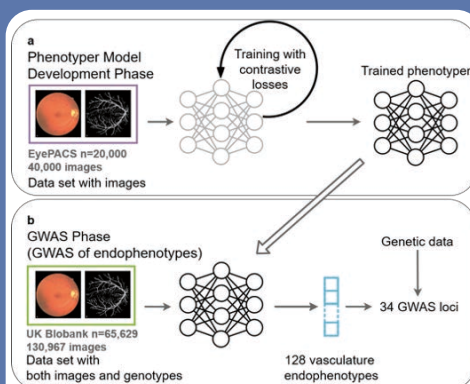 a
Phenotyper Model
Development Phase
Training with
contrastive
losses
Trained phenotyper
EyePACS n=20,000
40,000 images
Data set with images
b
GWAS Phase
(GWAS of endophenotypes)
Genetic data
34 GWAS loci
UK Biobank n=65,629
130,967 images
Data set with
both images and genotypes
128 vasculature
endophenotypes